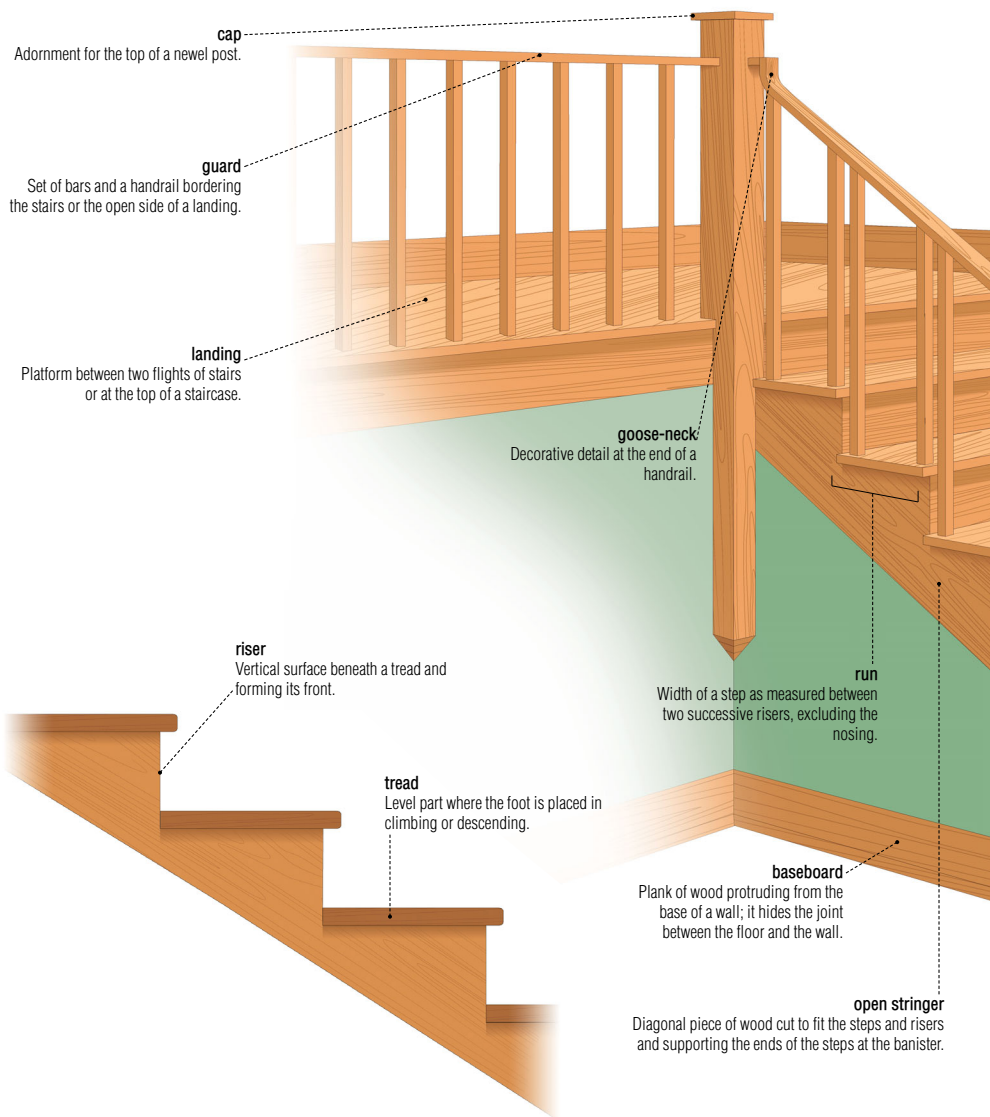 cap
Adornment for the top of a newel post.
guard
Set of bars and a handrail bordering
the stairs or the open side of a landing.
landing
Platform between two flights of stairs
or at the top of a staircase.
goose-neck
Decorative detail at the end of a
handrail.
riser
Vertical surface beneath a tread and
forming its front.
run
Width of a step as measured between
two successive risers, excluding the
nosing.
tread
Level part where the foot is placed in
climbing or descending.
baseboard
Plank of wood protruding from the
base of a wall; it hides the joint
between the floor and the wall.
open stringer
Diagonal piece of wood cut to fit the steps and risers
and supporting the ends of the steps at the banister.